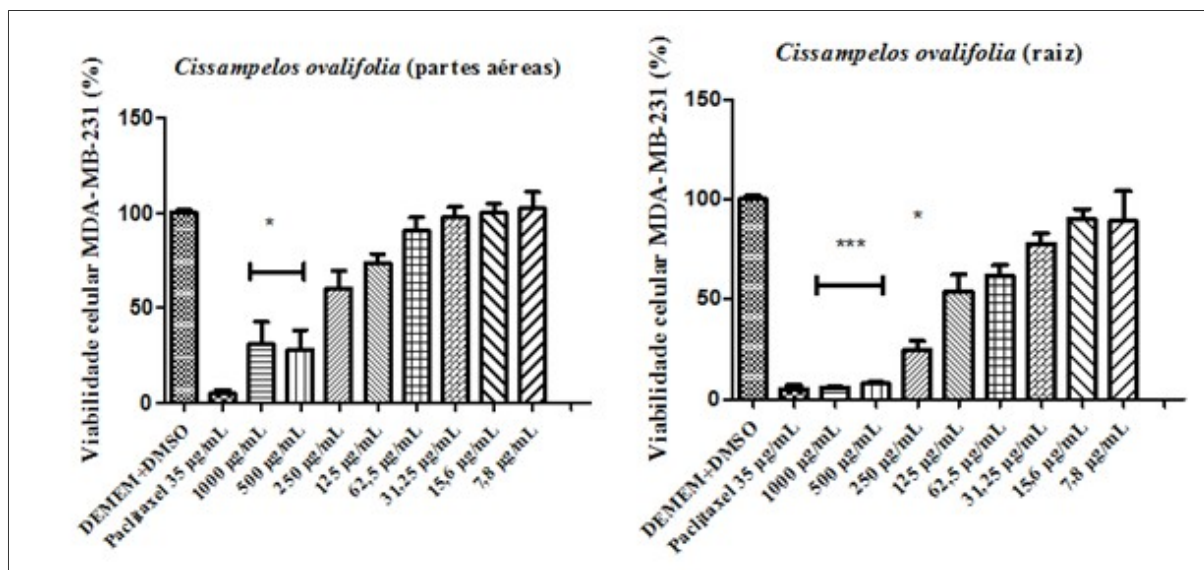 Cissampelos ovalifolia (partes aéreas)
Viabilidade celular MDA-MB-231 (%)
150
100
50
0
*
DEMEM+DMSO
Paclitaxel 35 µg/mL
1000 µg/mL
500 µg/mL
250 µg/mL
125 µg/mL
62,5 µg/mL
31,25 µg/mL
15,6 µg/mL
7,8 µg/mL
Cissampelos ovalifolia (raiz)
Viabilidade celular MDA-MB-231 (%)
150
100
50
0
***
*
DEMEM+DMSO
Paclitaxel 35 µg/mL
1000 µg/mL
500 µg/mL
250 µg/mL
125 µg/mL
62,5 µg/mL
31,25 µg/mL
15,6 µg/mL
7,8 µg/mL